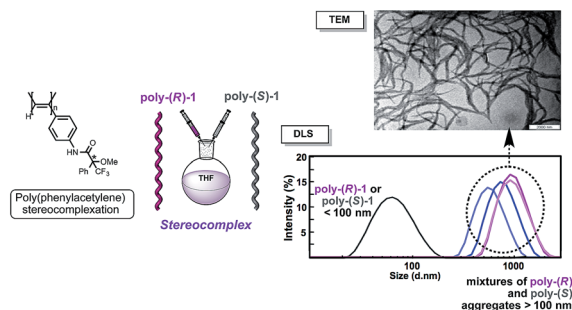 TEM
2000 nm
poly-(R)-1
poly-(S)-1
H
n
HN
O
*
OMe
Ph
CF3
THF
Poly(phenylacetylene)
stereocomplexation
Stereocomplex
DLS
20
15
10
5
Intensity (%)
poly-(R)-1 or
poly-(S)-1
< 100 nm
100
1000
Size (d.nm)
mixtures of poly-(R)
and poly-(S)
aggregates > 100 nm